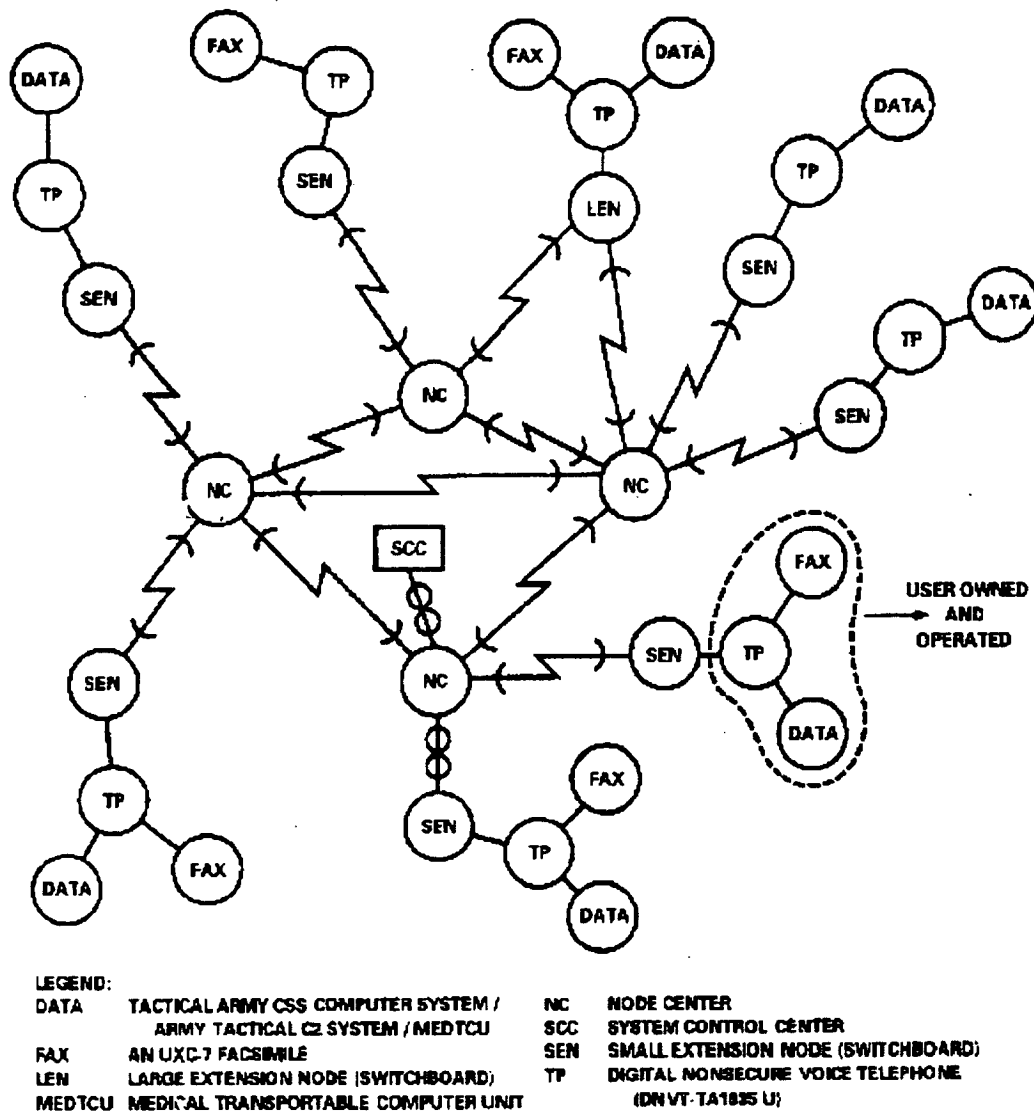 FAX
FAX
DATA
DATA
TP
DATA
TP
TP
TP
SEN
TP
LEN
SEN
SEN
DATA
TP
NC
SEN
NC
NC
SCC
FAX
USER OWNED
AND
OPERATED
SEN
NC
SEN
TP
DATA
TP
FAX
SEN
TP
DATA
FAX
DATA
LEGEND:
DATA TACTICAL ARMY CSS COMPUTER SYSTEM /
ARMY TACTICAL C2 SYSTEM / MEDTCU
FAX AN UXC-7 FACSIMILE
LEN LARGE EXTENSION NODE (SWITCHBOARD)
MEDTCU MEDICAL TRANSPORTABLE COMPUTER UNIT
NC NODE CENTER
SCC SYSTEM CONTROL CENTER
SEN SMALL EXTENSION NODE (SWITCHBOARD)
TP DIGITAL NONSECURE VOICE TELEPHONE
(DNVT-TA1835 U)